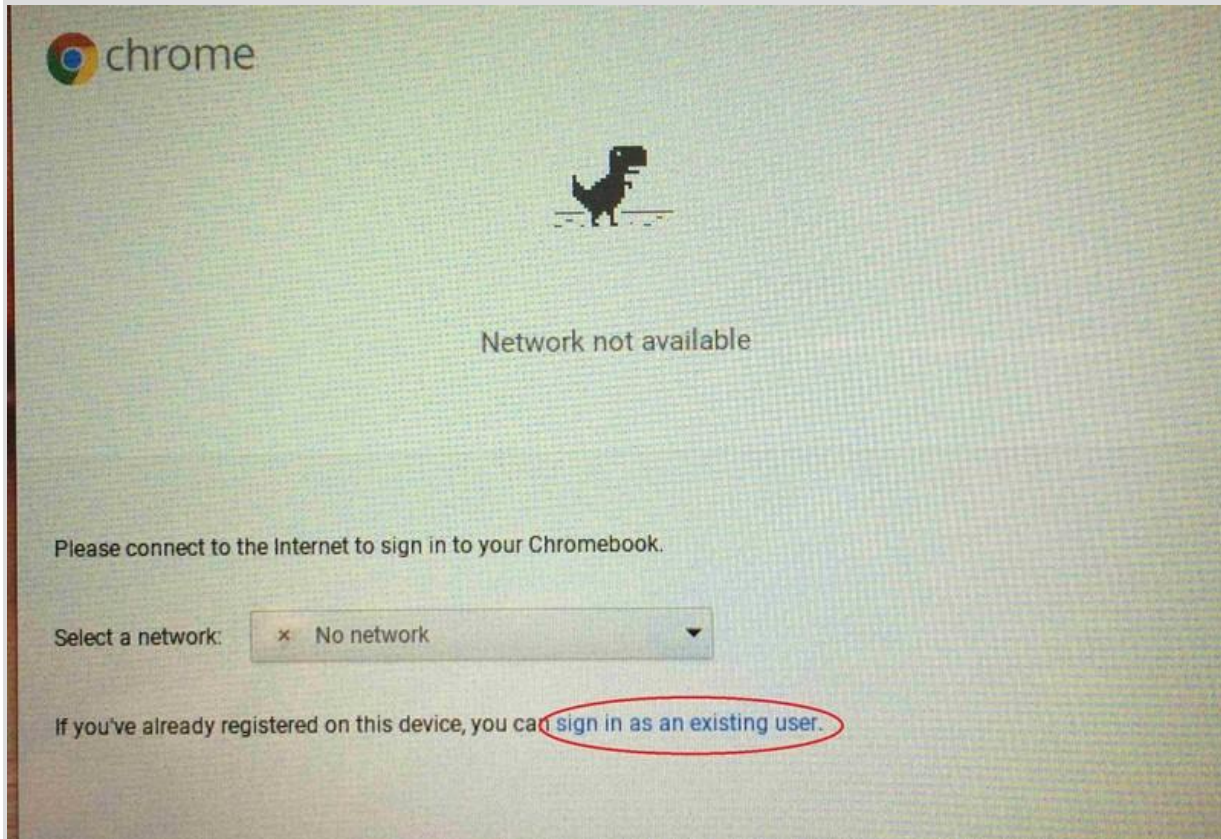 chrome
Network not available
Please connect to the Internet to sign in to your Chromebook.
Select a network:
× No network
If you've already registered on this device, you can sign in as an existing user.